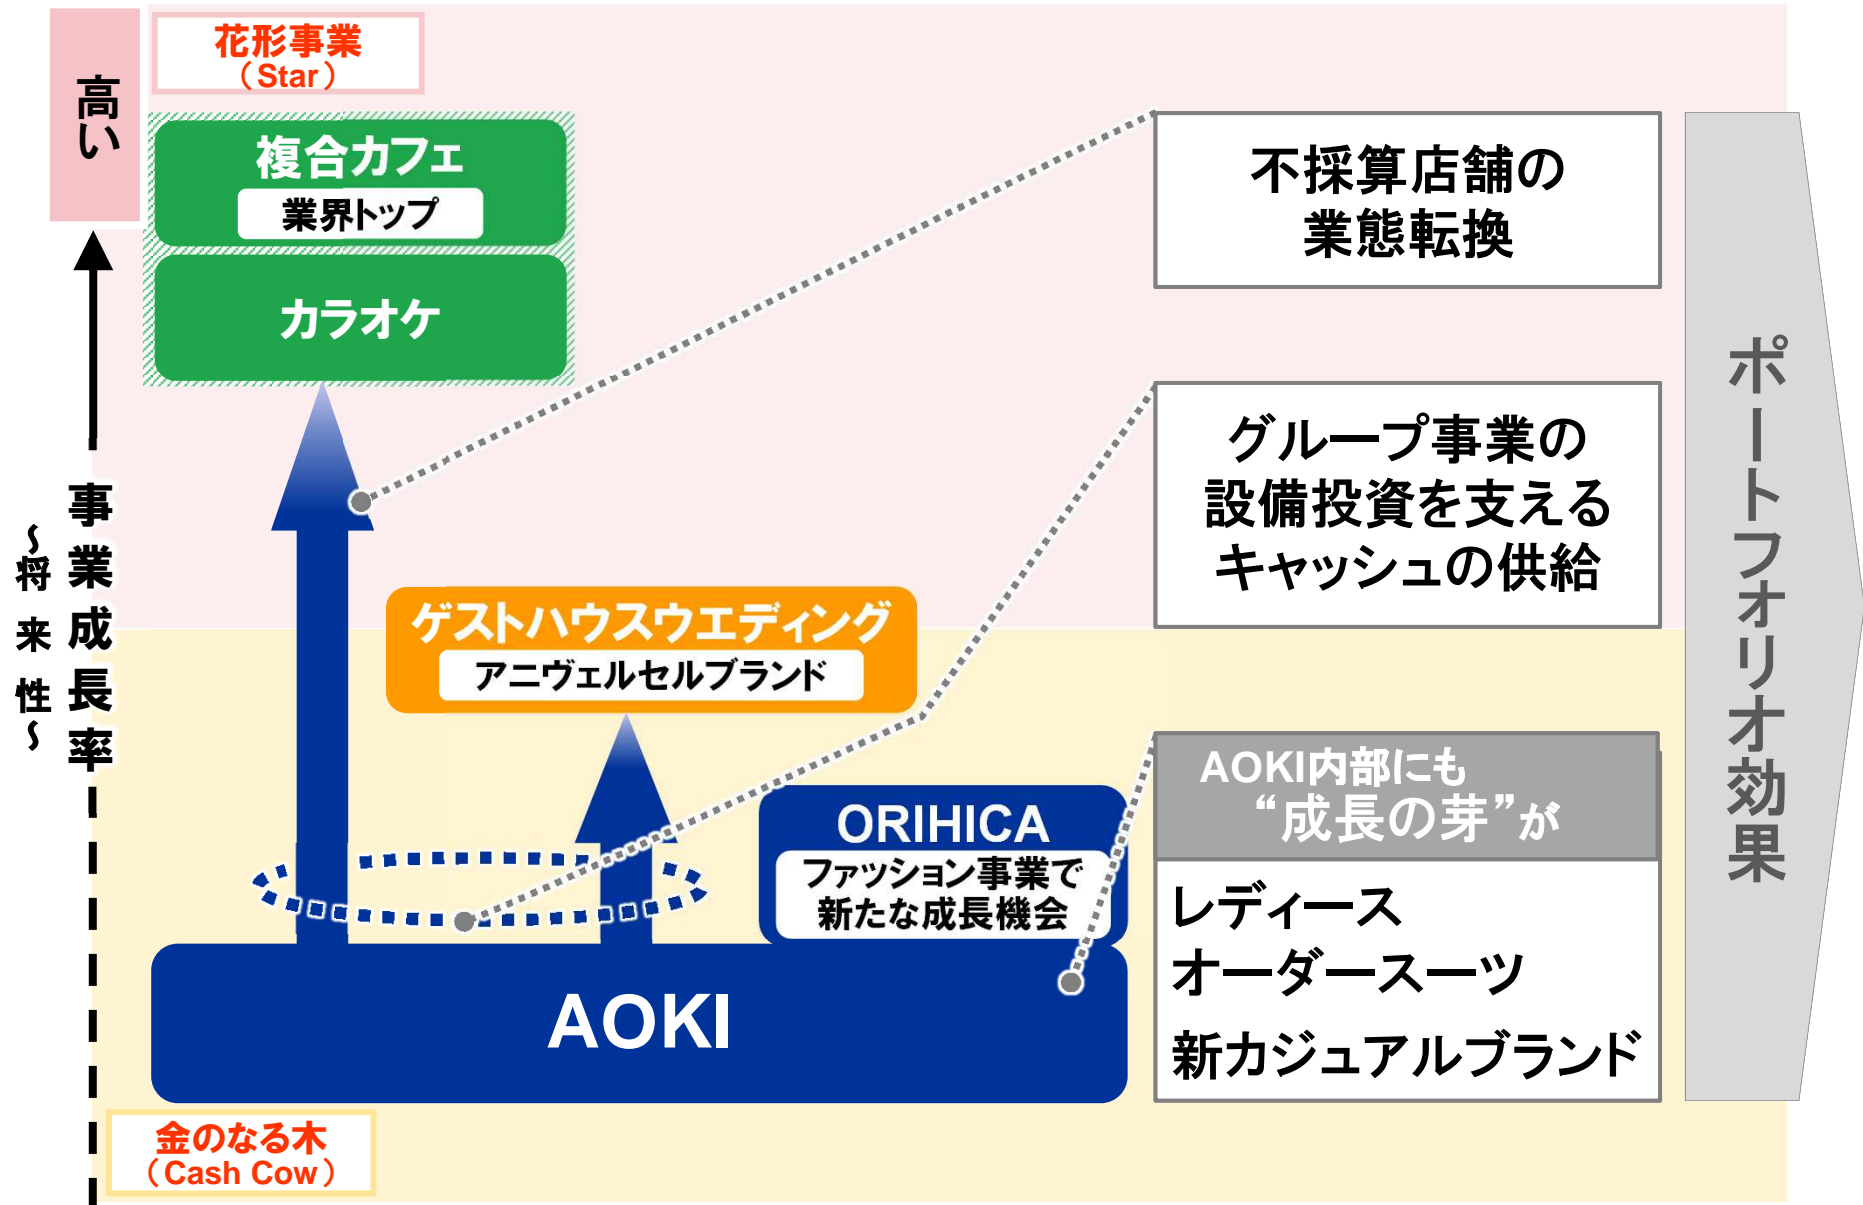 高い
事業成長率
～将来性～
花形事業
（Star）
複合カフェ
業界トップ
カラオケ
ゲストハウスウエディング
アニヴェルセルブランド
ORIHICA
ファッション事業で
新たな成長機会
AOKI
金のなる木
（Cash Cow）
不採算店舗の
業態転換
グループ事業の
設備投資を支える
キャッシュの供給
AOKI内部にも
“成長の芽”が
レディース
オーダースーツ
新カジュアルブランド
ポートフォリオ効果